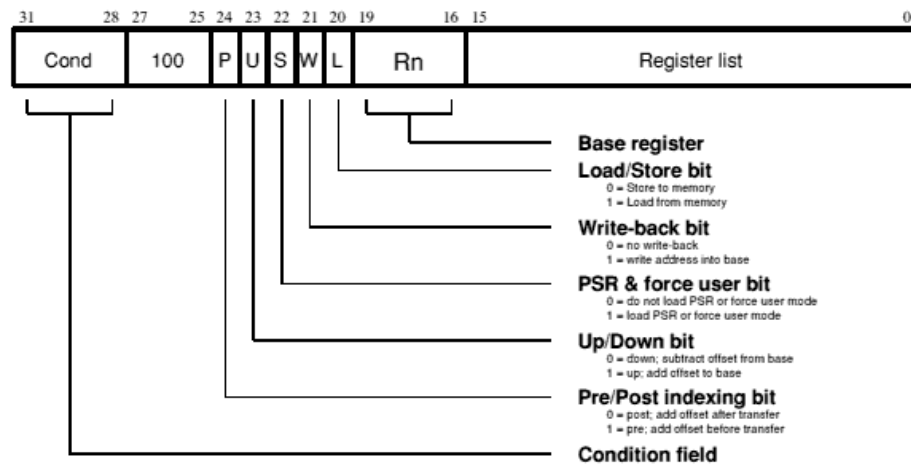 31 28 27 25 24 23 22 21 20 19 16 15 0
Cond 100 P U S W L Rn Register list
Base register
Load/Store bit
0 = Store to memory
1 = Load from memory
Write-back bit
0 = no write-back
1 = write address into base
PSR & force user bit
0 = do not load PSR or force user mode
1 = load PSR or force user mode
Up/Down bit
0 = down; subtract offset from base
1 = up; add offset to base
Pre/Post indexing bit
0 = post; add offset after transfer
1 = pre; add offset before transfer
Condition field